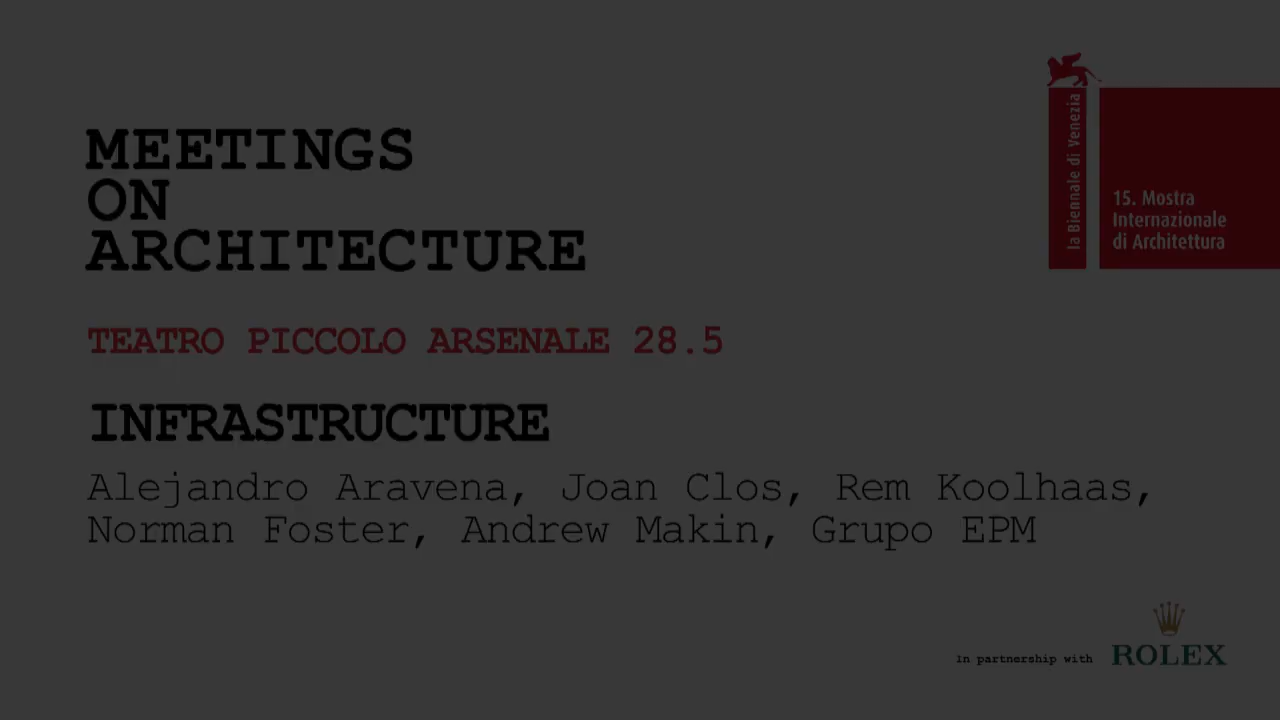 MEETINGS
ON
ARCHITECTURE
la Biennale di Venezia
15. Mostra
Internazionale
di Architettura
TEATRO PICCOLO ARSENALE 28.5
INFRASTRUCTURE
Alejandro Aravena, Joan Clos, Rem Koolhaas,
Norman Foster, Andrew Makin, Grupo EPM
In partnership with
ROLEX